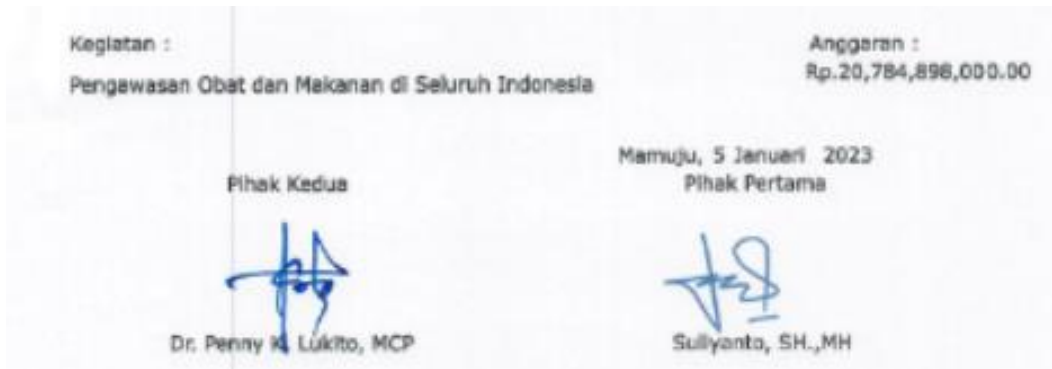 Kegiatan :
Anggaran :
Pengawasan Obat dan Makanan di Seluruh Indonesia
Rp.20,784,898,000.00
Mamuju, 5 Januari 2023
Pihak Kedua
Pihak Pertama
Dr. Penny K. Lukito, MCP
Suliyanto, SH.,MH